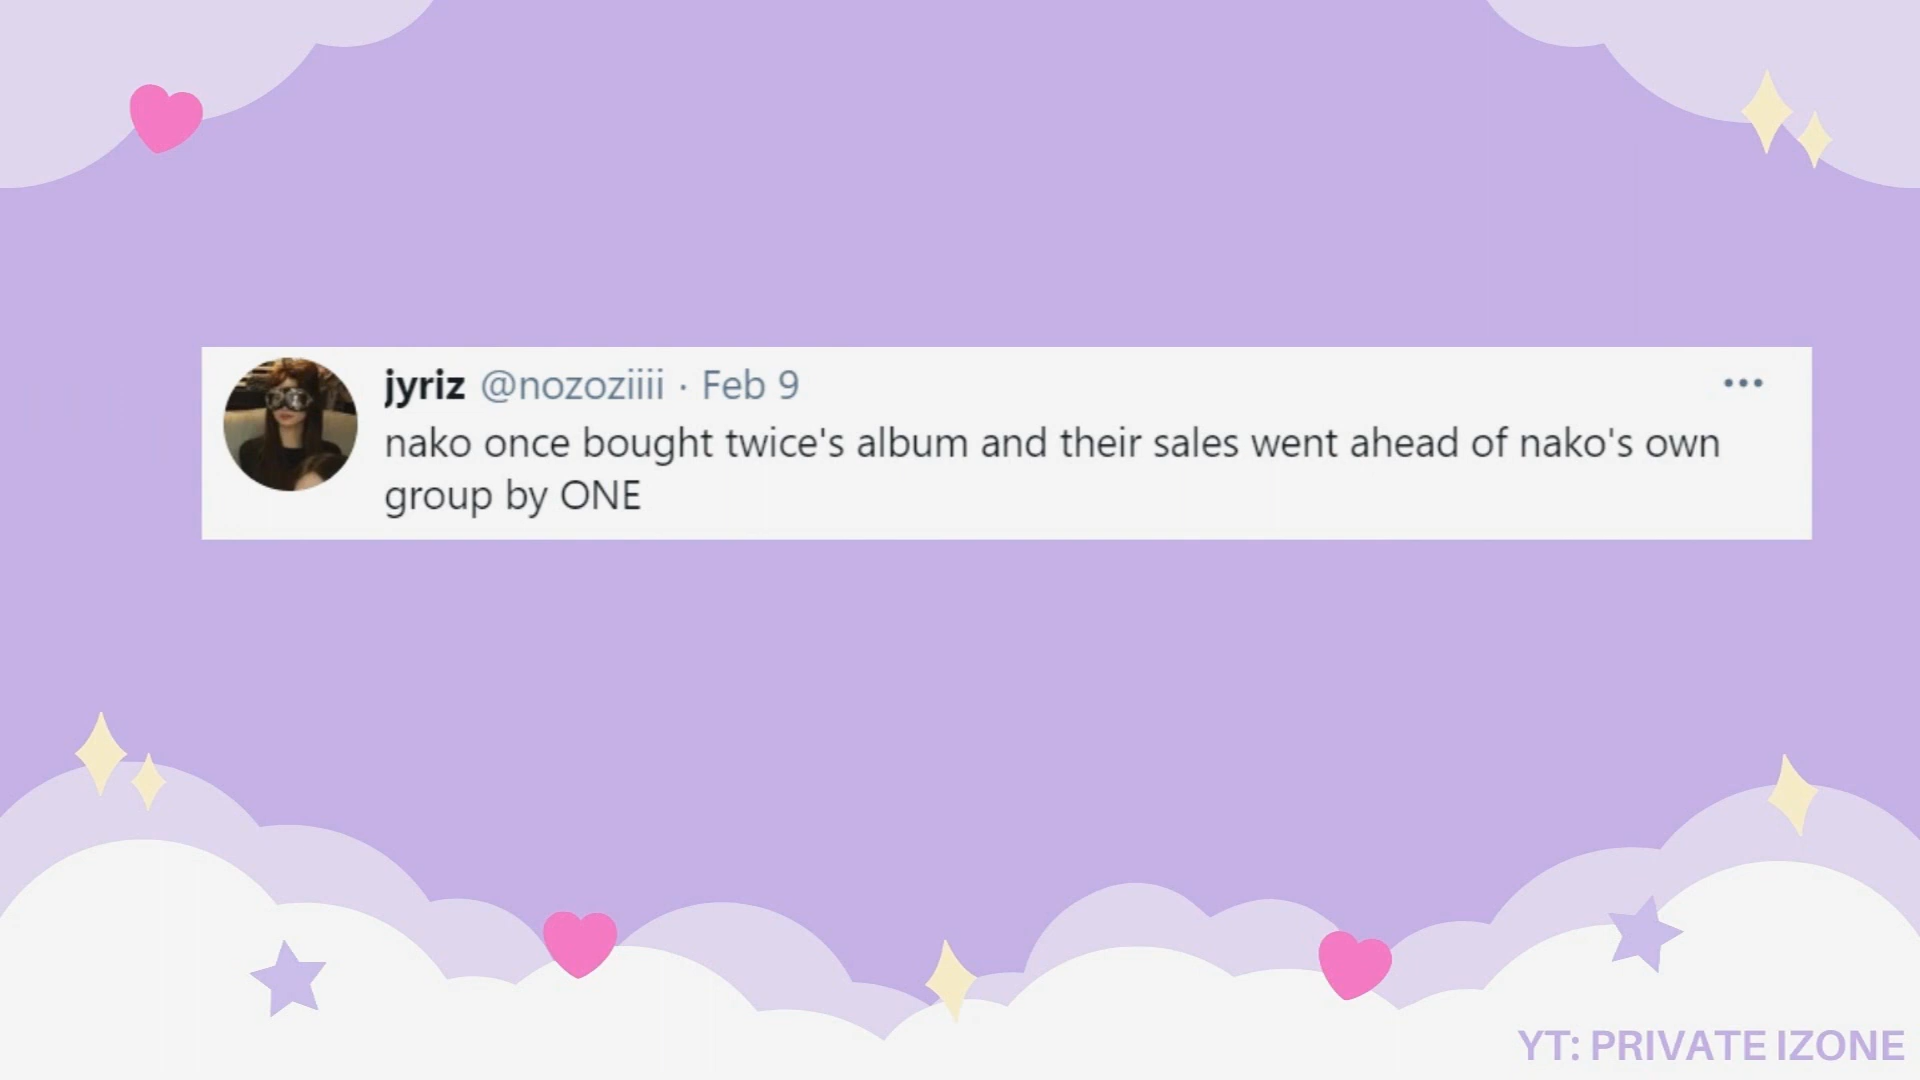 jyriz @nozoziiii · Feb 9
nako once bought twice's album and their sales went ahead of nako's own
group by ONE
YT: PRIVATE IZONE